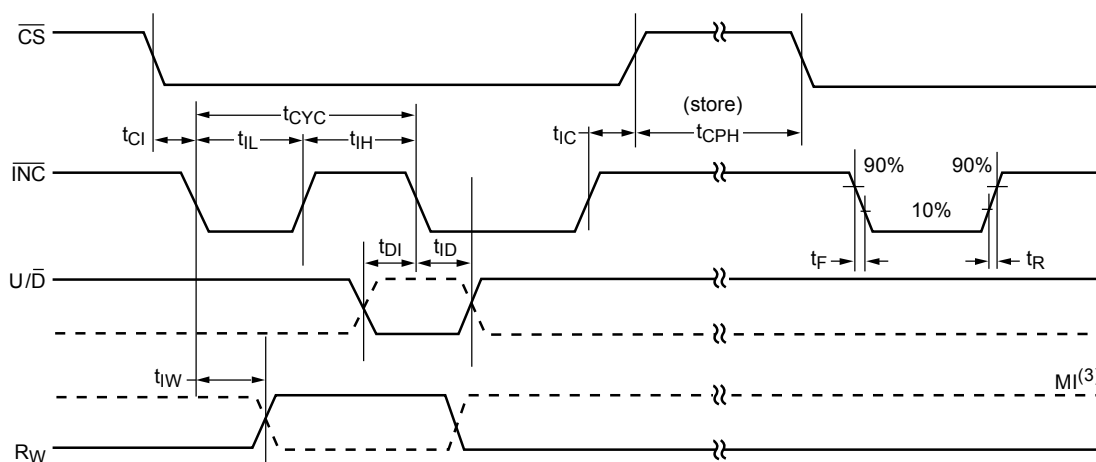 CS
(store)
tCYC
tCI
tIL
tIH
tIC
tCPH
INC
90%
90%
10%
tDI
tID
tF
tR
U/D
tIW
MI(3)
RW